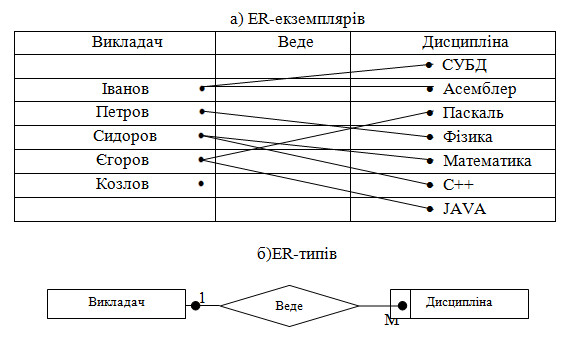 а) ER-екземплярів
Викладач Веде Дисципліна
СУБД
Іванов Асемблер
Петров Паскаль
Сидоров Фізика
Єгоров Математика
Козлов С++
JAVA
б)ER-типів
Викладач 1 Веде М Дисципліна